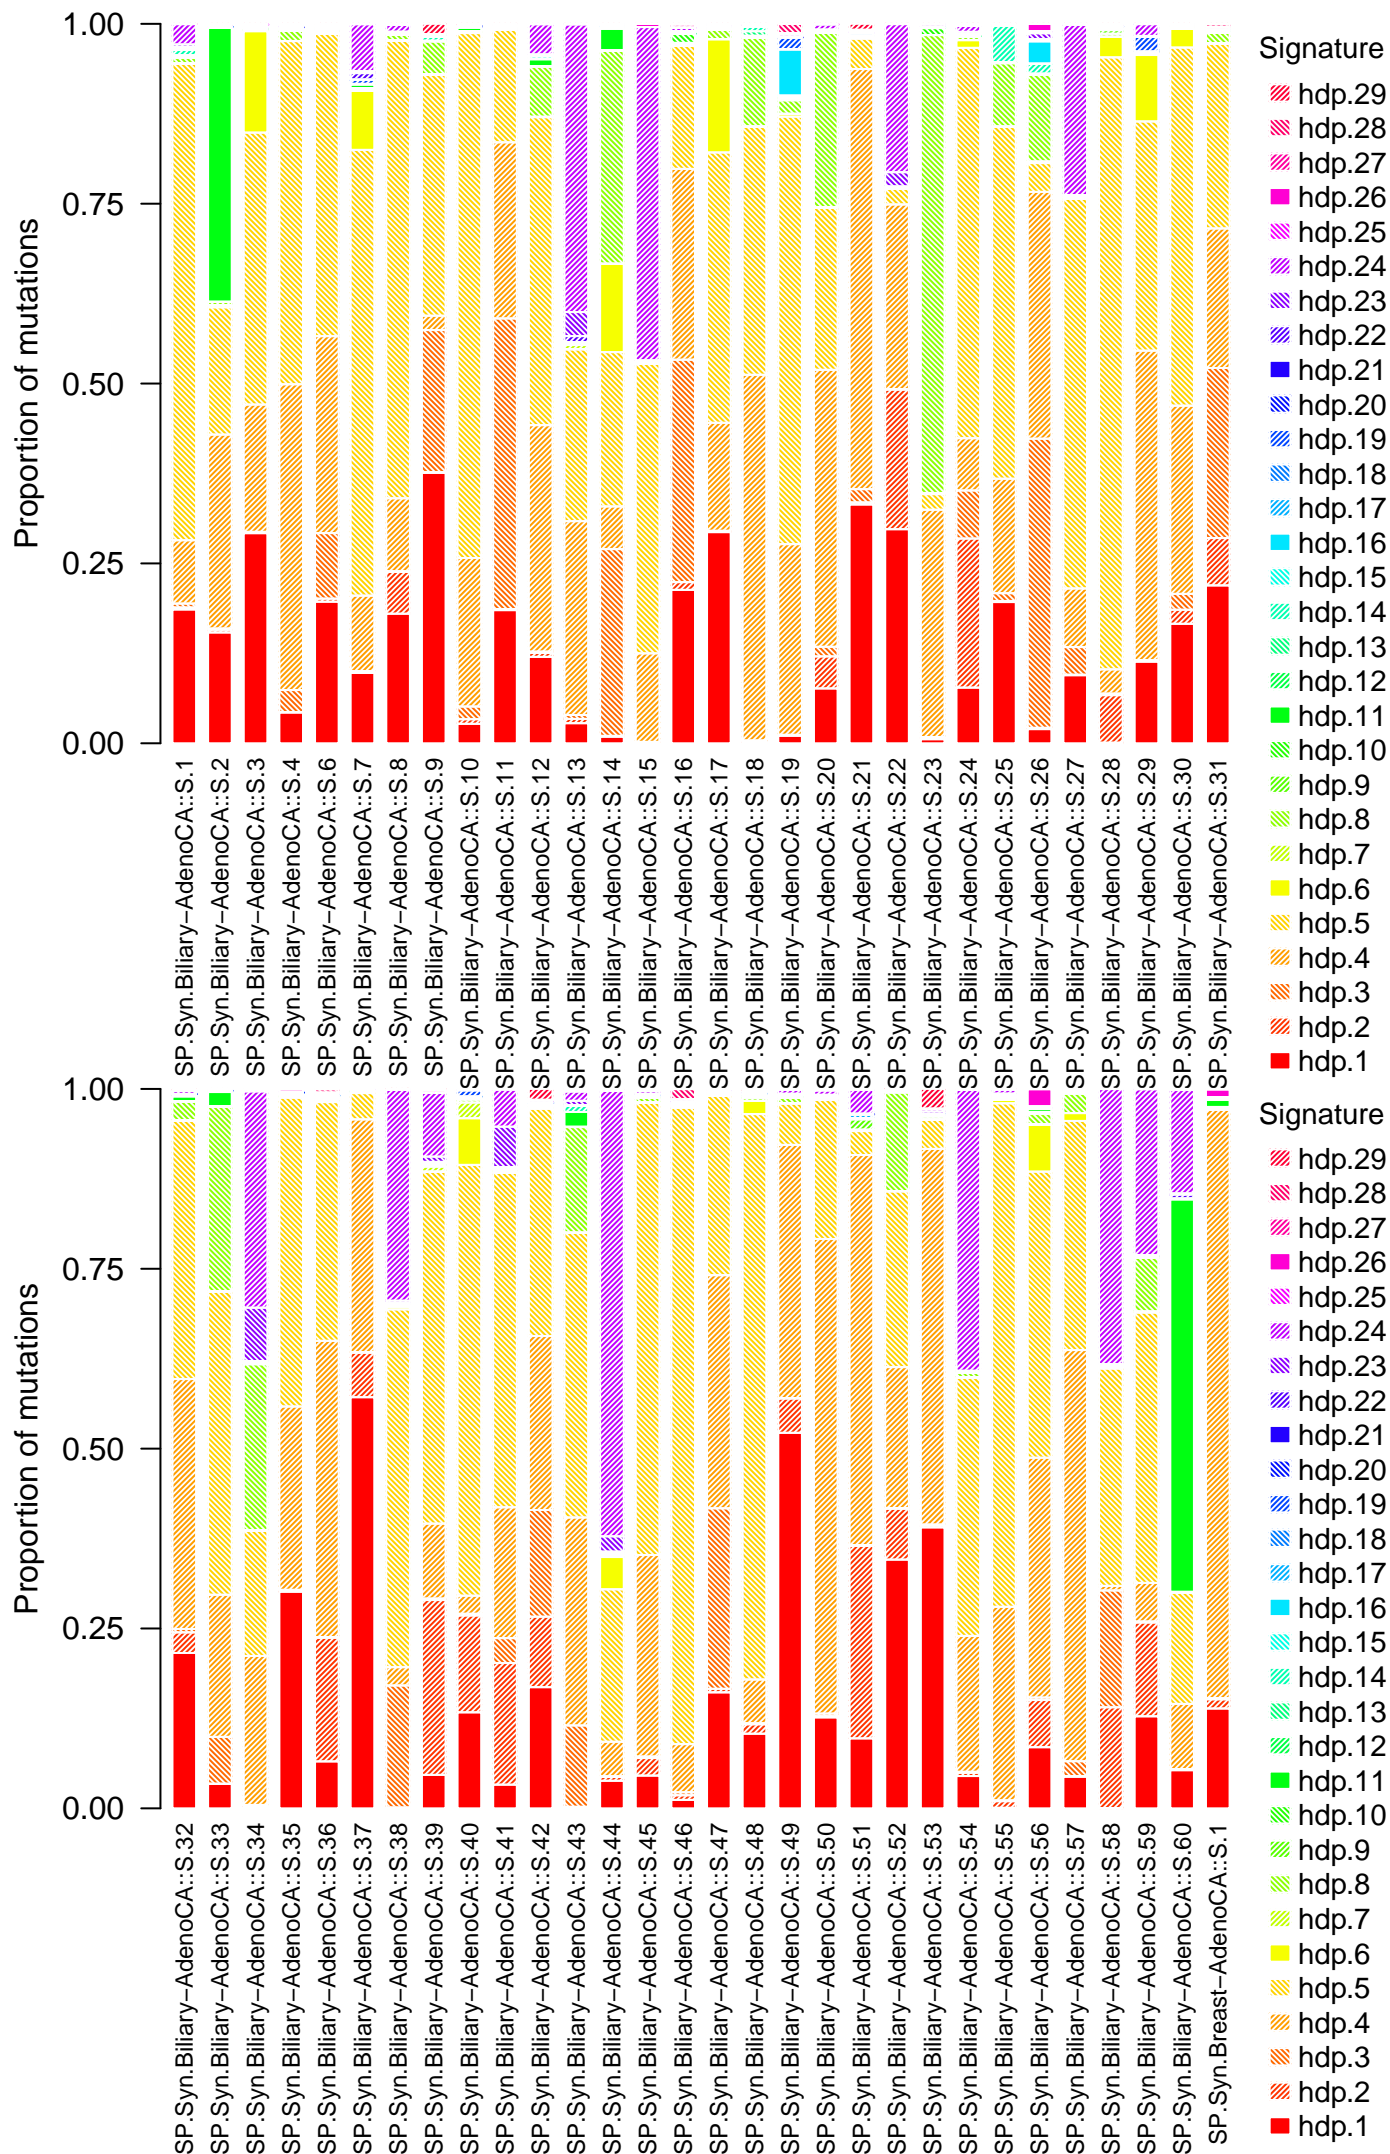 Proportion of mutations
1.00
0.75
0.50
0.25
0.00
SP.Syn.Biliary−AdenoCA::S.1
SP.Syn.Biliary−AdenoCA::S.2
SP.Syn.Biliary−AdenoCA::S.3
SP.Syn.Biliary−AdenoCA::S.4
SP.Syn.Biliary−AdenoCA::S.6
SP.Syn.Biliary−AdenoCA::S.7
SP.Syn.Biliary−AdenoCA::S.8
SP.Syn.Biliary−AdenoCA::S.9
SP.Syn.Biliary−AdenoCA::S.10
SP.Syn.Biliary−AdenoCA::S.11
SP.Syn.Biliary−AdenoCA::S.12
SP.Syn.Biliary−AdenoCA::S.13
SP.Syn.Biliary−AdenoCA::S.14
SP.Syn.Biliary−AdenoCA::S.15
SP.Syn.Biliary−AdenoCA::S.16
SP.Syn.Biliary−AdenoCA::S.17
SP.Syn.Biliary−AdenoCA::S.18
SP.Syn.Biliary−AdenoCA::S.19
SP.Syn.Biliary−AdenoCA::S.20
SP.Syn.Biliary−AdenoCA::S.21
SP.Syn.Biliary−AdenoCA::S.22
SP.Syn.Biliary−AdenoCA::S.23
SP.Syn.Biliary−AdenoCA::S.24
SP.Syn.Biliary−AdenoCA::S.25
SP.Syn.Biliary−AdenoCA::S.26
SP.Syn.Biliary−AdenoCA::S.27
SP.Syn.Biliary−AdenoCA::S.28
SP.Syn.Biliary−AdenoCA::S.29
SP.Syn.Biliary−AdenoCA::S.30
SP.Syn.Biliary−AdenoCA::S.31
Signature
hdp.29
hdp.28
hdp.27
hdp.26
hdp.25
hdp.24
hdp.23
hdp.22
hdp.21
hdp.20
hdp.19
hdp.18
hdp.17
hdp.16
hdp.15
hdp.14
hdp.13
hdp.12
hdp.11
hdp.10
hdp.9
hdp.8
hdp.7
hdp.6
hdp.5
hdp.4
hdp.3
hdp.2
hdp.1
Proportion of mutations
1.00
0.75
0.50
0.25
0.00
SP.Syn.Biliary−AdenoCA::S.32
SP.Syn.Biliary−AdenoCA::S.33
SP.Syn.Biliary−AdenoCA::S.34
SP.Syn.Biliary−AdenoCA::S.35
SP.Syn.Biliary−AdenoCA::S.36
SP.Syn.Biliary−AdenoCA::S.37
SP.Syn.Biliary−AdenoCA::S.38
SP.Syn.Biliary−AdenoCA::S.39
SP.Syn.Biliary−AdenoCA::S.40
SP.Syn.Biliary−AdenoCA::S.41
SP.Syn.Biliary−AdenoCA::S.42
SP.Syn.Biliary−AdenoCA::S.43
SP.Syn.Biliary−AdenoCA::S.44
SP.Syn.Biliary−AdenoCA::S.45
SP.Syn.Biliary−AdenoCA::S.46
SP.Syn.Biliary−AdenoCA::S.47
SP.Syn.Biliary−AdenoCA::S.48
SP.Syn.Biliary−AdenoCA::S.49
SP.Syn.Biliary−AdenoCA::S.50
SP.Syn.Biliary−AdenoCA::S.51
SP.Syn.Biliary−AdenoCA::S.52
SP.Syn.Biliary−AdenoCA::S.53
SP.Syn.Biliary−AdenoCA::S.54
SP.Syn.Biliary−AdenoCA::S.55
SP.Syn.Biliary−AdenoCA::S.56
SP.Syn.Biliary−AdenoCA::S.57
SP.Syn.Biliary−AdenoCA::S.58
SP.Syn.Biliary−AdenoCA::S.59
SP.Syn.Biliary−AdenoCA::S.60
SP.Syn.Breast−AdenoCA::S.1
Signature
hdp.29
hdp.28
hdp.27
hdp.26
hdp.25
hdp.24
hdp.23
hdp.22
hdp.21
hdp.20
hdp.19
hdp.18
hdp.17
hdp.16
hdp.15
hdp.14
hdp.13
hdp.12
hdp.11
hdp.10
hdp.9
hdp.8
hdp.7
hdp.6
hdp.5
hdp.4
hdp.3
hdp.2
hdp.1